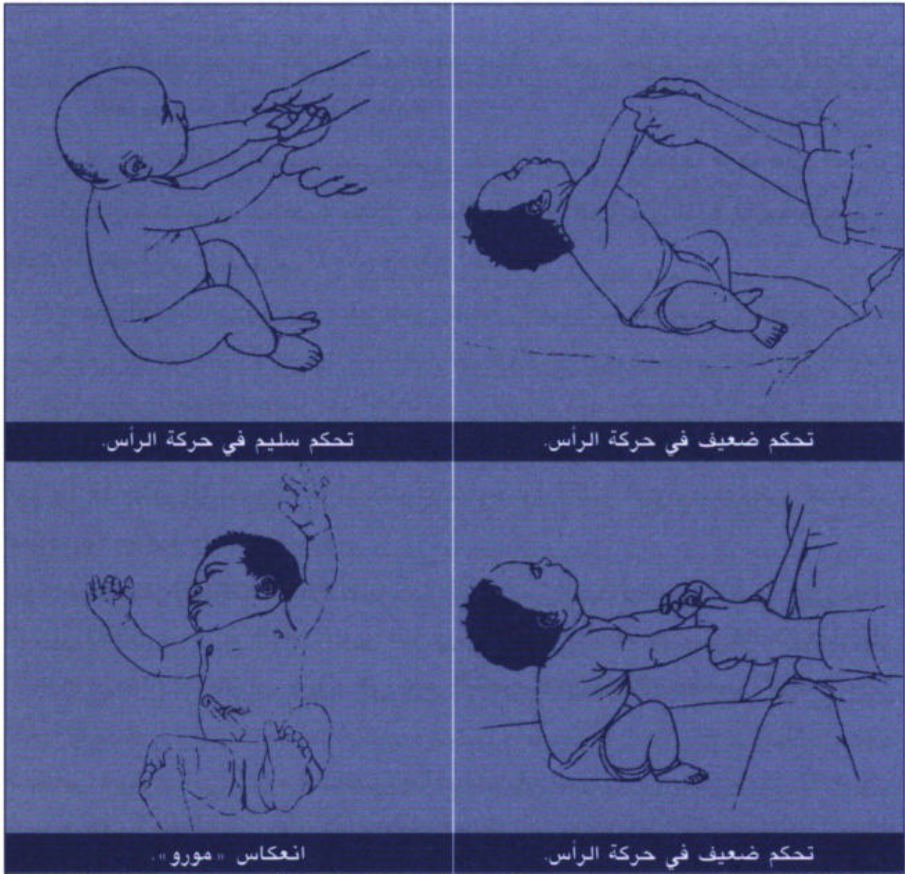 تحكم ضعيف في حركة الرأس.
تحكم سليم في حركة الرأس.
تحكم ضعيف في حركة الرأس.
انعكاس «مورو».